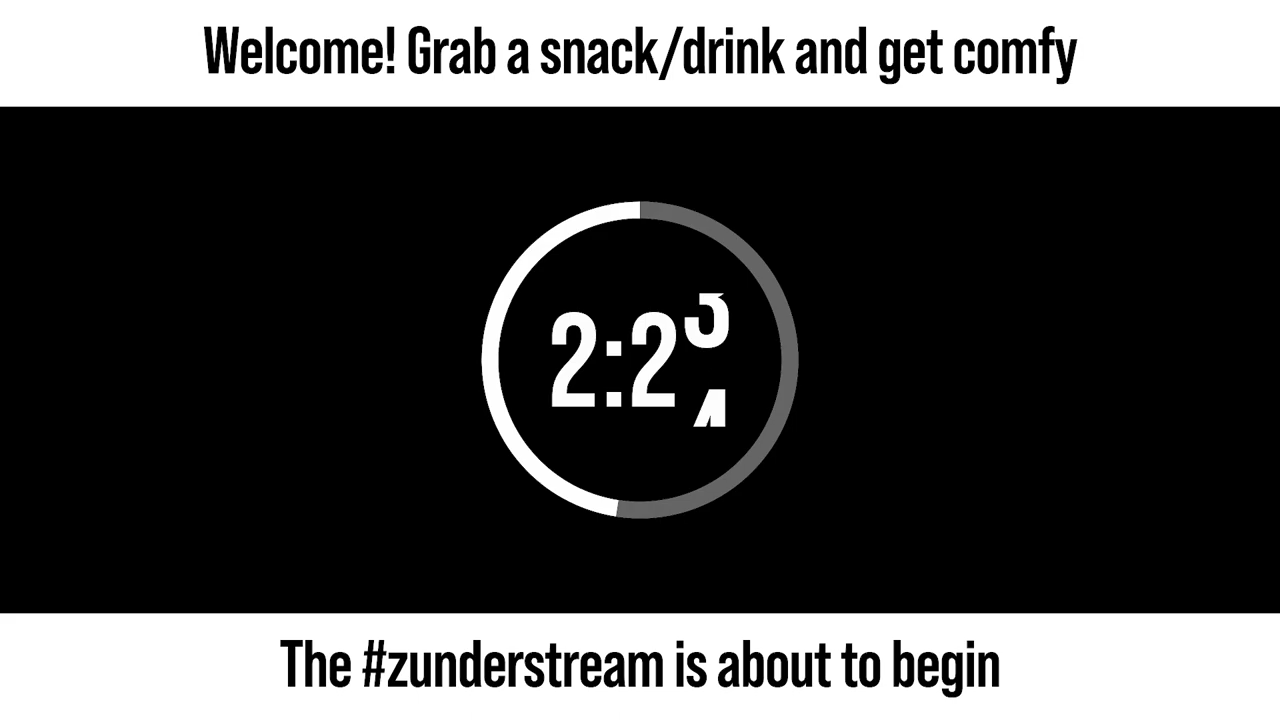 Welcome! Grab a snack/drink and get comfy
2:2
The #zunderstream is about to begin